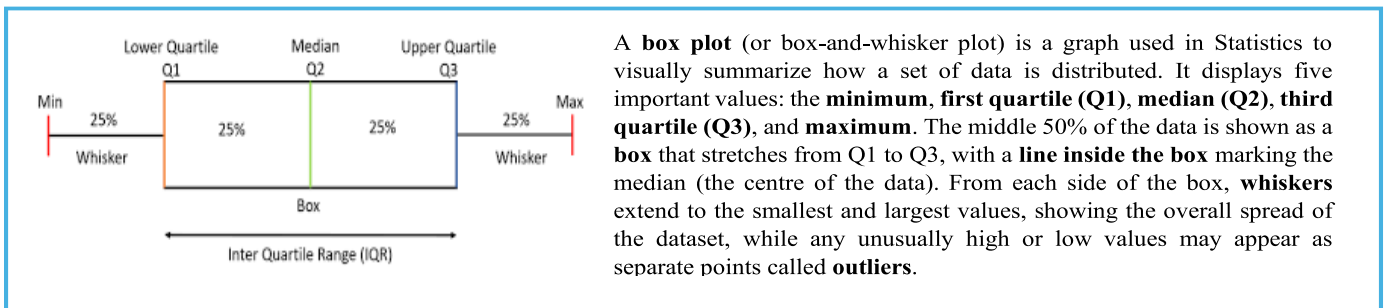 Lower Quartile Median Upper Quartile
Q1 Q2 Q3
Min Max
25% 25% 25% 25%
Whisker Whisker
Box
Inter Quartile Range (IQR)
A box plot (or box-and-whisker plot) is a graph used in Statistics to
visually summarize how a set of data is distributed. It displays five
important values: the minimum, first quartile (Q1), median (Q2), third
quartile (Q3), and maximum. The middle 50% of the data is shown as a
box that stretches from Q1 to Q3, with a line inside the box marking the
median (the centre of the data). From each side of the box, whiskers
extend to the smallest and largest values, showing the overall spread of
the dataset, while any unusually high or low values may appear as
separate points called outliers.